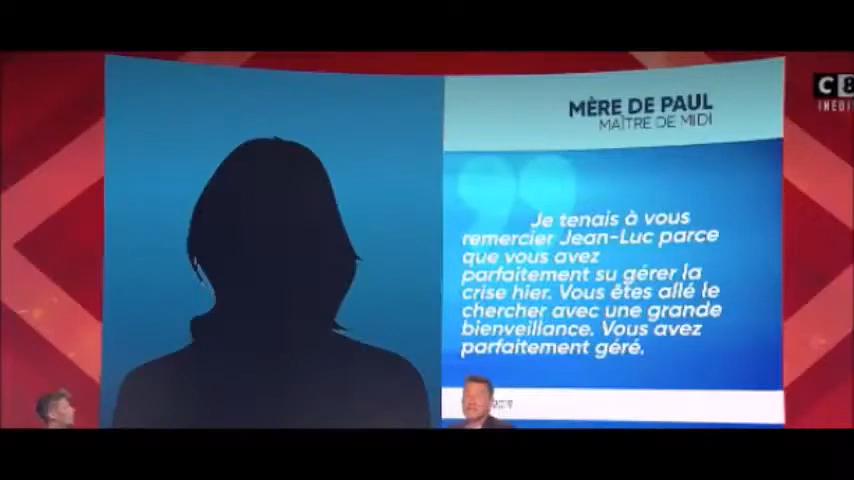 MÈRE DE PAUL
MAÎTRE DE MIDI
C8
INÉDIT
Je tenais à vous
remercier Jean-Luc parce
que vous avez
parfaitement su gérer la
crise hier. Vous êtes allé le
chercher avec une grande
bienveillance. Vous avez
parfaitement géré.